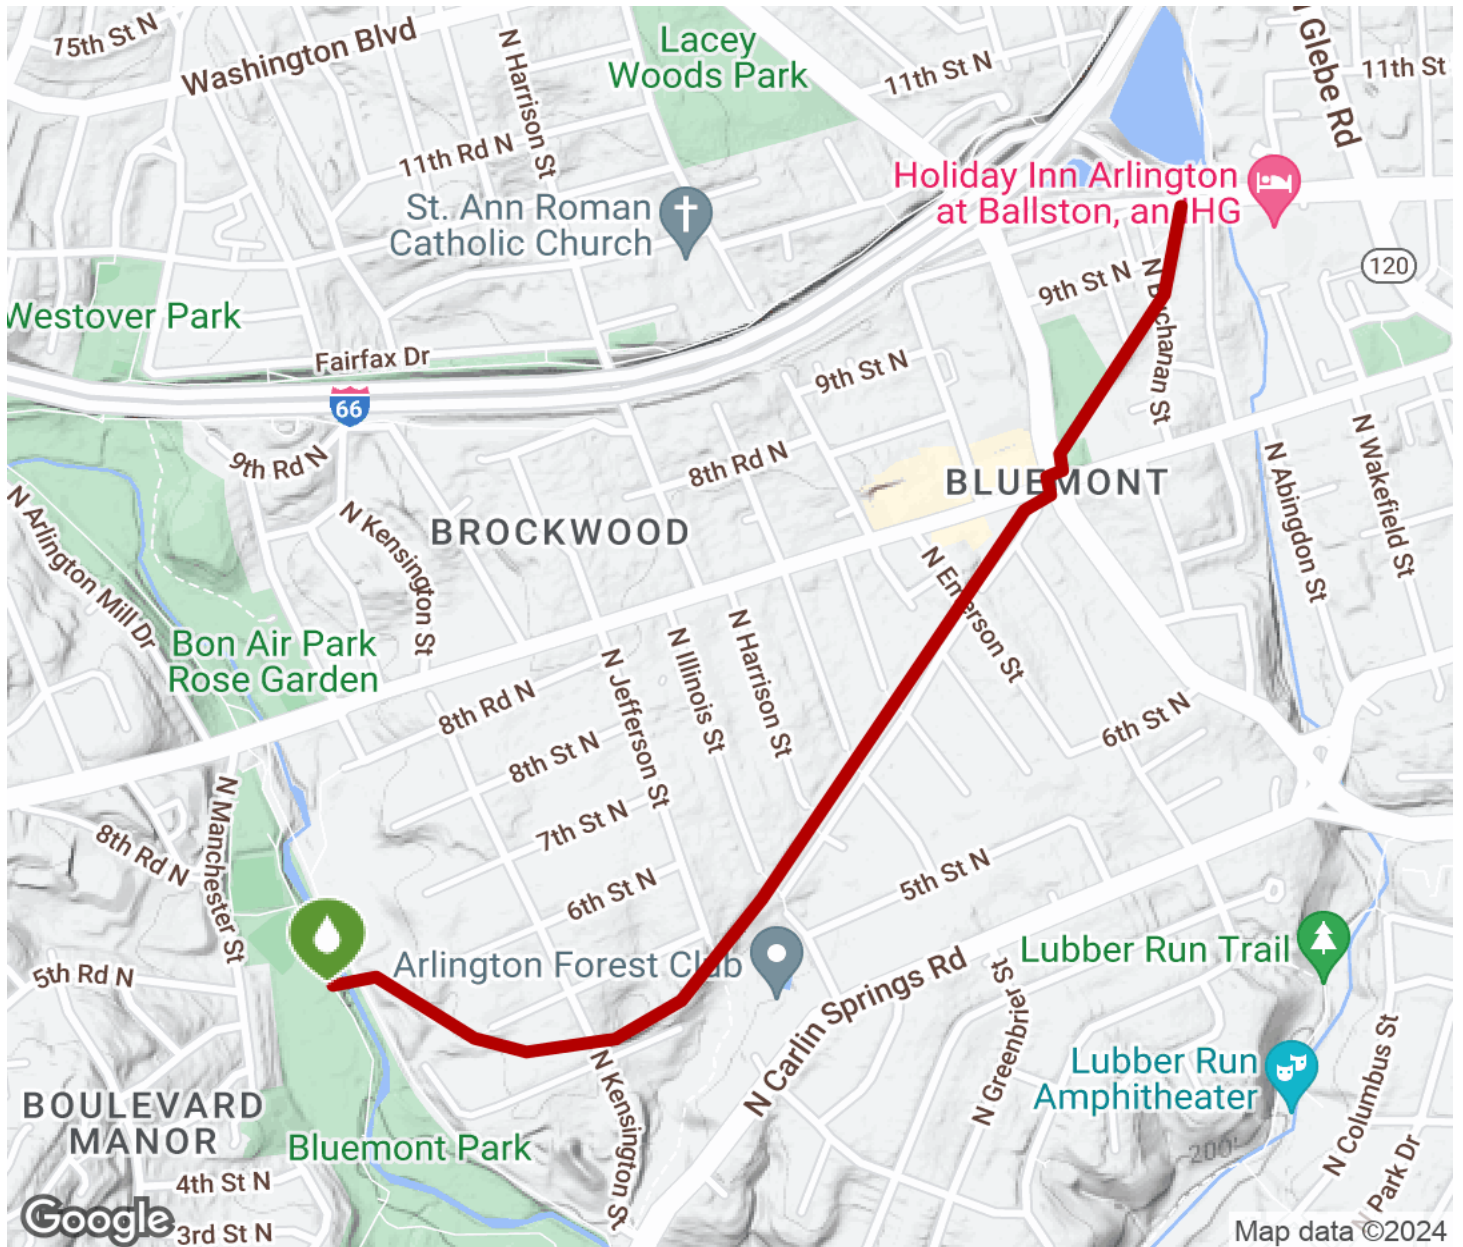 15th St N
Washington Blvd
N Harrison St
Lacey
Woods Park
11th St N
N Glebe Rd
11th St
11th Rd N
St. Ann Roman
Catholic Church
Holiday Inn Arlington
at Ballston, an IHG
120
9th St N
N Buchanan St
Westover Park
Fairfax Dr
66
9th St N
9th Rd N
8th Rd N
BLUEMONT
N Abingdon St
N Wakefield St
N Arlington Mill Dr
N Kensington St
BROCKWOOD
N Emerson St
Bon Air Park
Rose Garden
8th Rd N
N Jefferson St
N Illinois St
N Harrison St
6th St N
8th St N
7th St N
N Manchester St
8th Rd N
6th St N
5th St N
5th Rd N
Arlington Forest Club
N Carlin Springs Rd
Lubber Run Trail
N Greenbrier St
N Kensington St
Lubber Run
Amphitheater
N Columbus St
BOULEVARD
MANOR
Bluemont Park
200'
N Park Dr
4th St N
3rd St N
Google
Map data ©2024